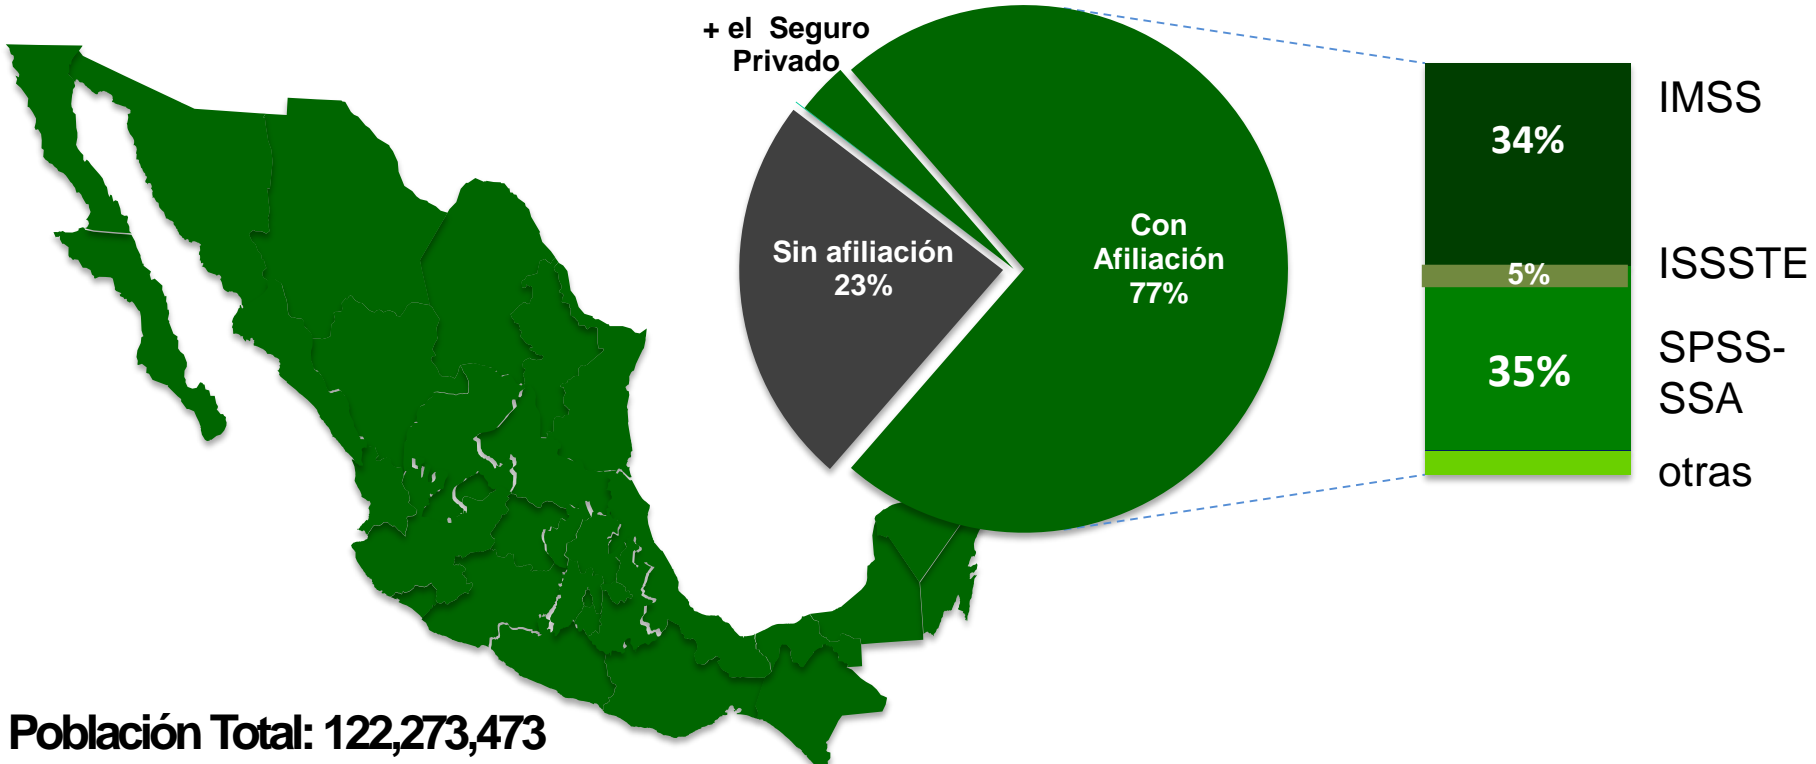 + el Seguro
Privado
Sin afiliación
23%
Con
Afiliación
77%
34%
5%
35%
IMSS
ISSSTE
SPSS-
SSA
otras
Población Total: 122,273,473